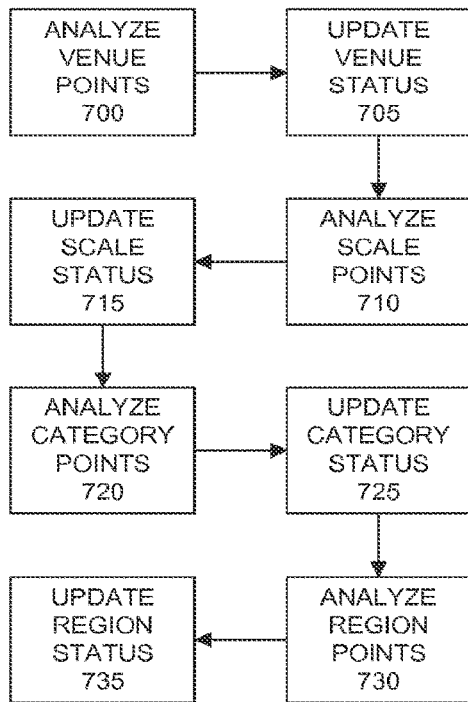 ANALYZE
VENUE
POINTS
700
UPDATE
VENUE
STATUS
705
UPDATE
SCALE
STATUS
715
ANALYZE
SCALE
POINTS
710
ANALYZE
CATEGORY
POINTS
720
UPDATE
CATEGORY
STATUS
725
UPDATE
REGION
STATUS
735
ANALYZE
REGION
POINTS
730